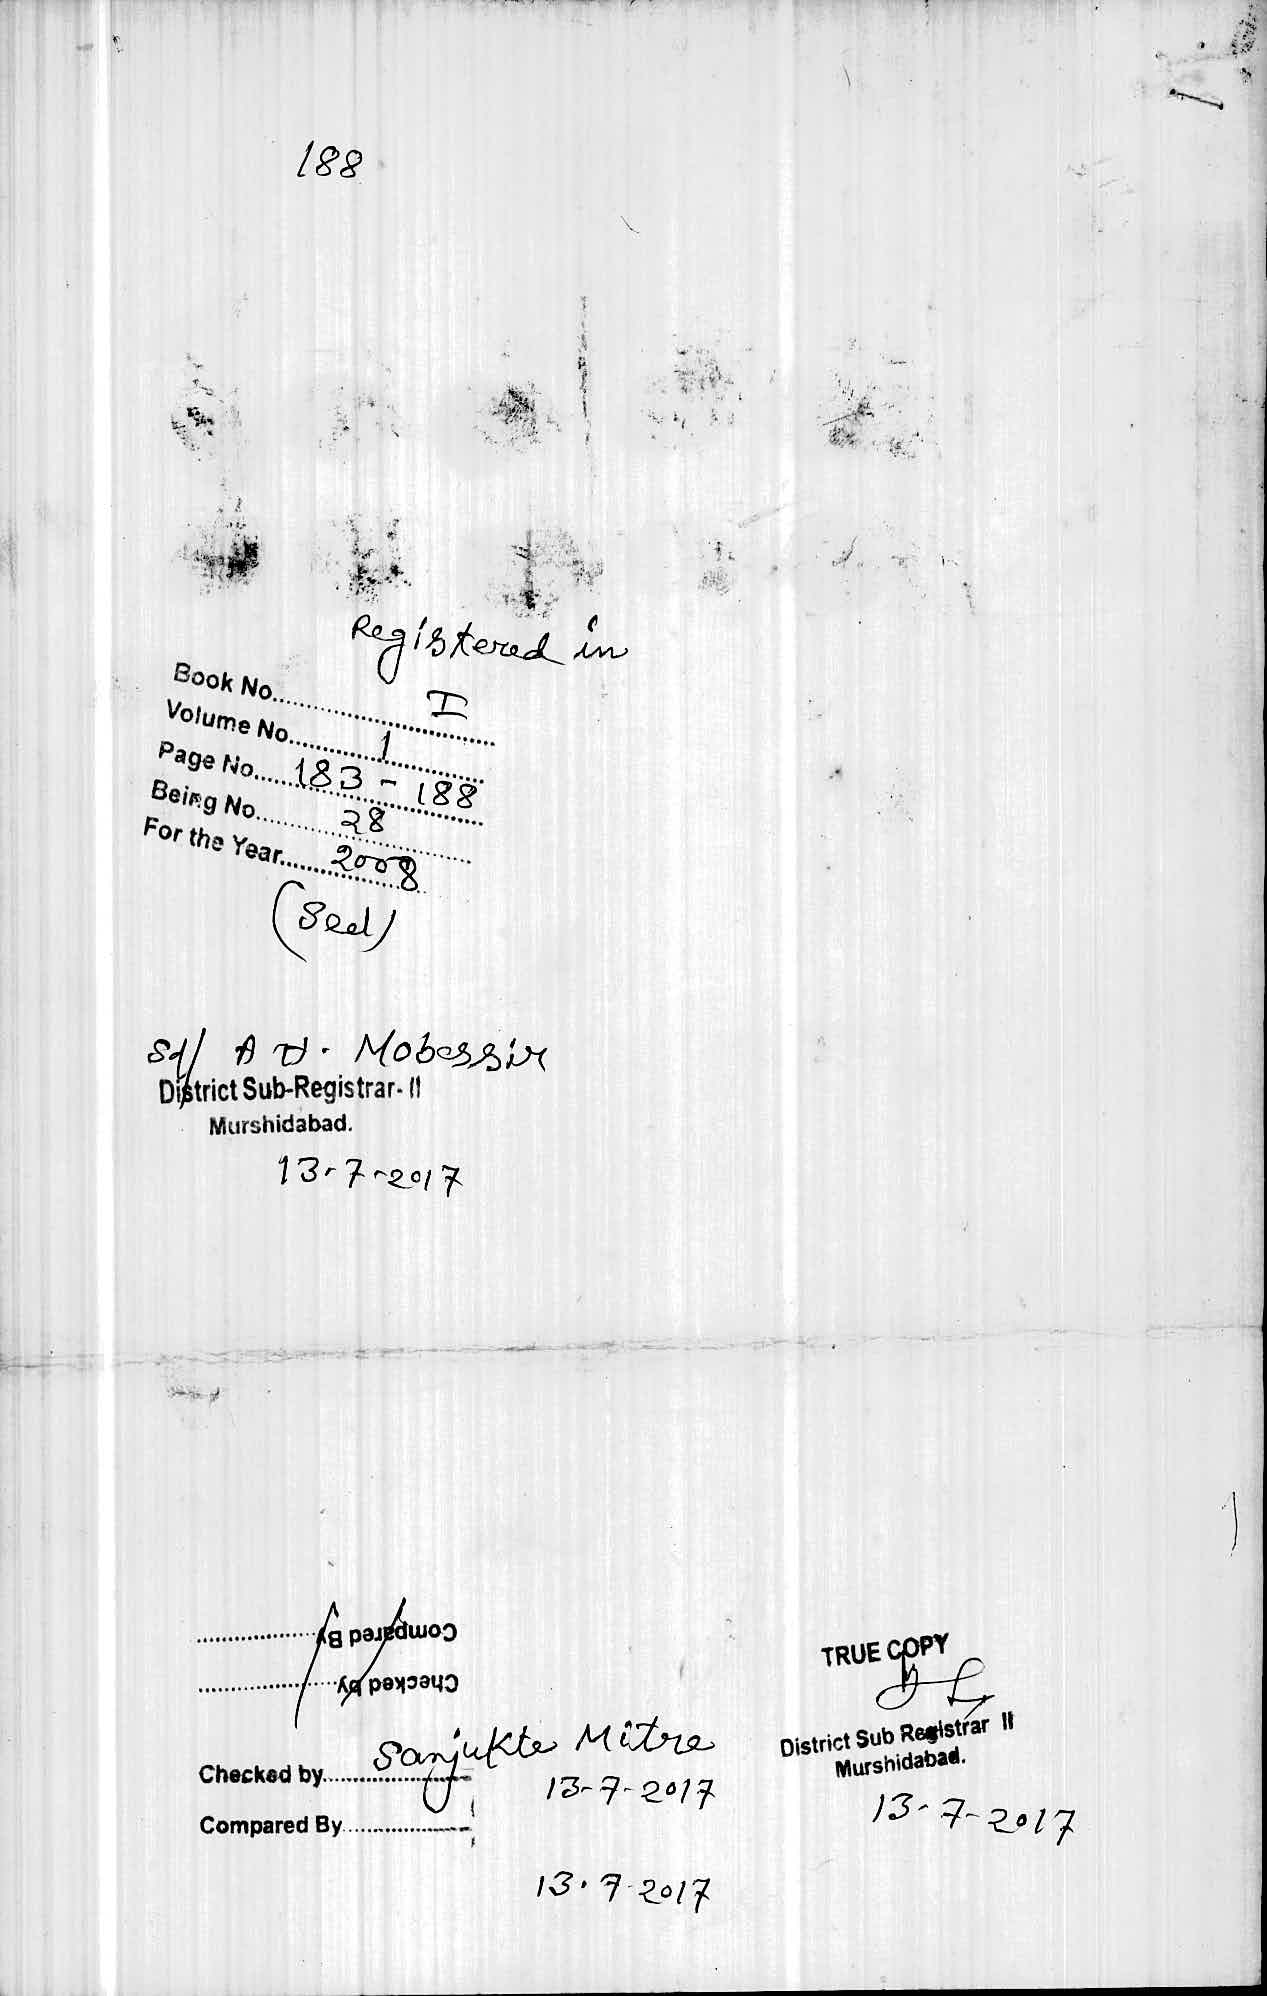 188
Registered in
Book No..................I
Volume No.............1
Page No......183 - 188
Being No............28
For the Year......2008
(Seal)
Sd/ A H. Mobassir
District Sub-Registrar- II
Murshidabad.
13-7-2017
Compared By
Checked by
TRUE COPY
District Sub Registrar II
Murshidabad.
13-7-2017
Checked by......Sanjukta Mitra
13-7-2017
Compared By..................
13.7.2017